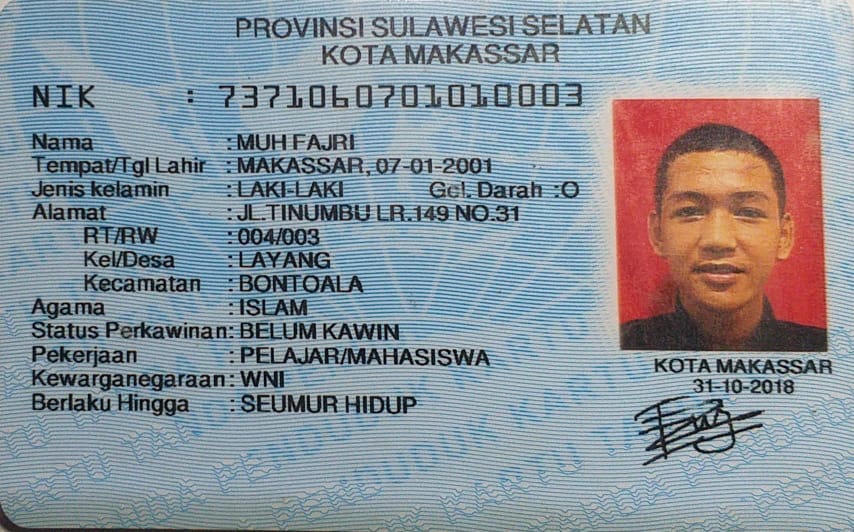 PROVINSI SULAWESI SELATAN
KOTA MAKASSAR
NIK : 7371060701010003
Nama : MUH FAJRI
Tempat/Tgl Lahir : MAKASSAR, 07-01-2001
Jenis kelamin : LAKI-LAKI Gol. Darah : O
Alamat : JL.TINUMBU LR.149 NO.31
RT/RW : 004/003
Kel/Desa : LAYANG
Kecamatan : BONTOALA
Agama : ISLAM
Status Perkawinan: BELUM KAWIN
Pekerjaan : PELAJAR/MAHASISWA
Kewarganegaraan: WNI
Berlaku Hingga : SEUMUR HIDUP
KOTA MAKASSAR
31-10-2018